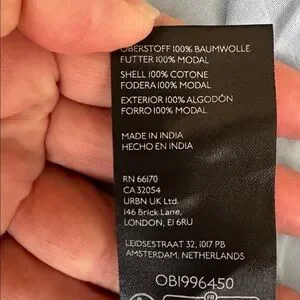 OBERSTOFF 100% BAUMWOLLE
FUTTER 100% MODAL
SHELL 100% COTONE
FODERA 100% MODAL
EXTERIOR 100% ALGODÓN
FORRO 100% MODAL
MADE IN INDIA
HECHO EN INDIA
RN 66170
CA 32054
URBN UK Ltd.
146 Brick Lane,
LONDON, E1 6RU
LEIDSESTRAAT 32, 1017 PB
AMSTERDAM, NETHERLANDS
OB1996450
FR